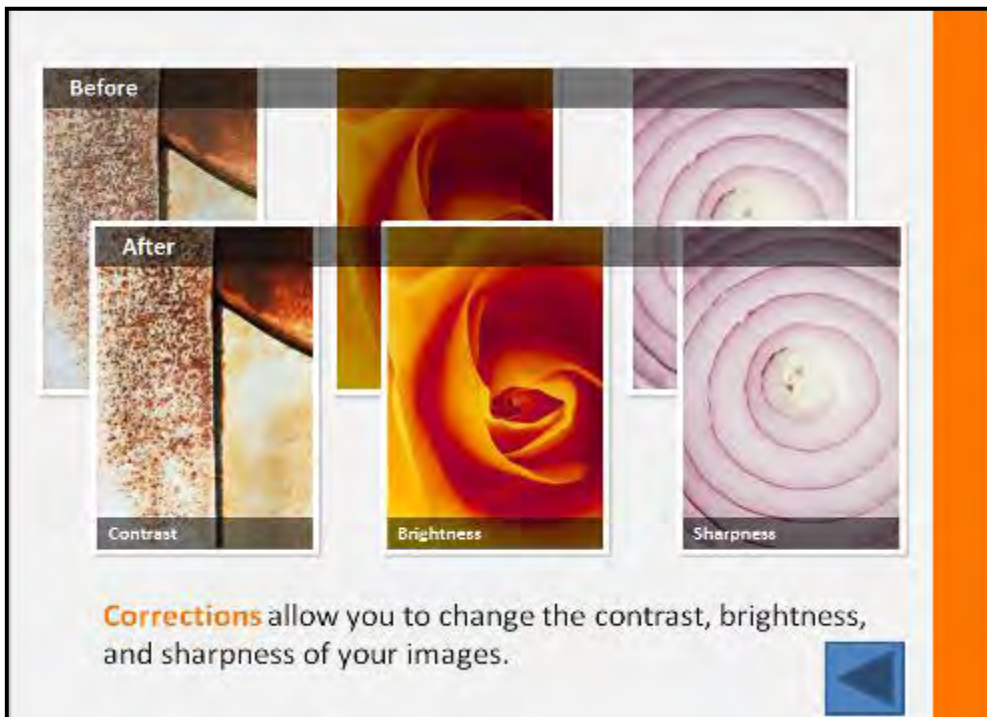 Before
After
Contrast
Brightness
Sharpness
Corrections allow you to change the contrast, brightness,
and sharpness of your images.